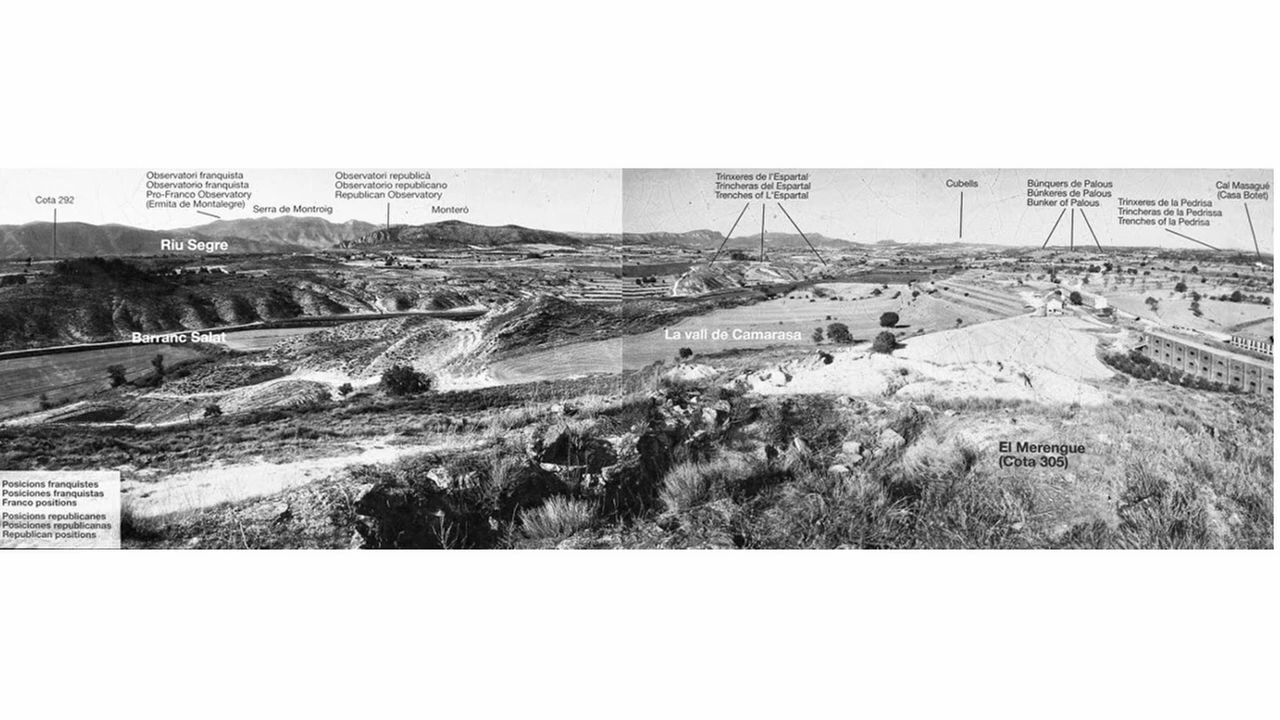 Cota 292
Observatori franquista
Observatorio franquista
Pro-Franco Observatory
(Ermita de Montalegre)
Serra de Montroig
Observatori republicà
Observatorio republicano
Republican Observatory
Monteró
Trinxeres de l'Espartal
Trincheras del Espartal
Trenches of L'Espartal
Cubells
Búnquers de Palous
Búnkeres de Palous
Bunker of Palous
Trinxeres de la Pedrisa
Trincheras de la Pedrissa
Trenches of la Pedrisa
Cal Masagué
(Casa Botet)
Riu Segre
Barranc Salat
La vall de Camarasa
El Merengue
(Cota 305)
Posicions franquistes
Posiciones franquistas
Franco positions
Posicions republicanes
Posiciones republicanas
Republican positions